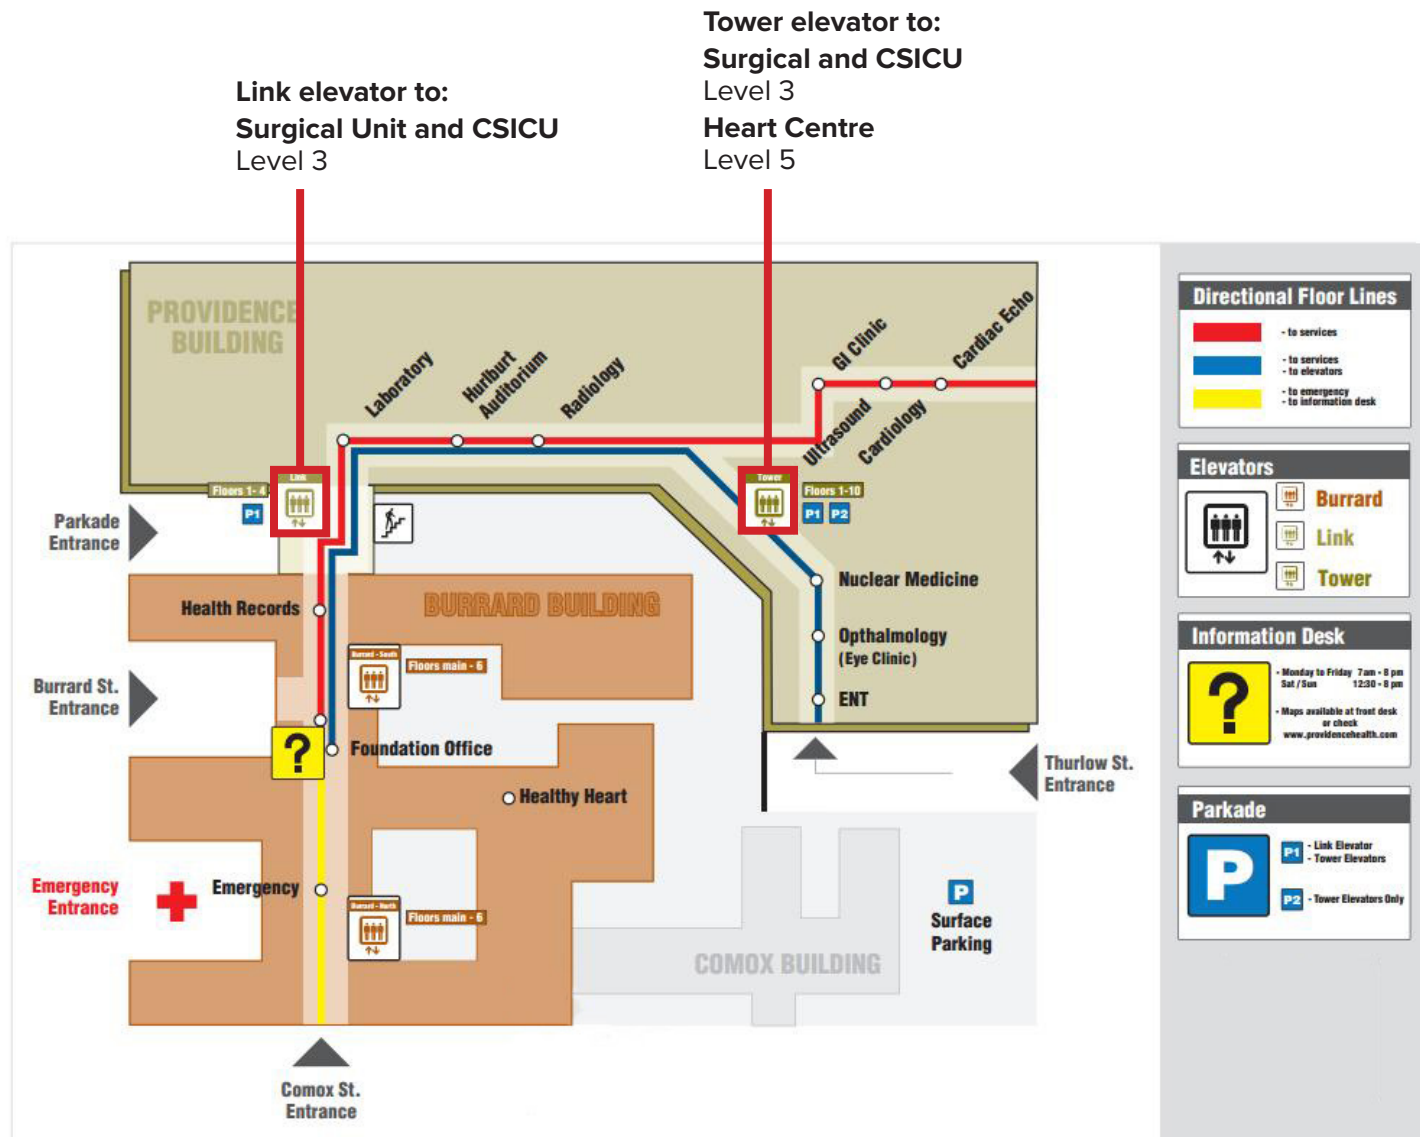 Tower elevator to:
Surgical and CSICU
Level 3
Heart Centre
Level 5
Link elevator to:
Surgical Unit and CSICU
Level 3
PROVIDENCE
BUILDING
Laboratory
Hurlburt
Auditorium
Radiology
GI Clinic
Cardiac Echo
Ultrasound
Cardiology
Link
Floors 1- 4
P1
Tower
Floors 1-10
P1 P2
Parkade
Entrance
Nuclear Medicine
Health Records
BURRARD BUILDING
Opthalmology
(Eye Clinic)
Burrard - South
Floors main - 6
Burrard St.
Entrance
ENT
?
Foundation Office
Thurlow St.
Entrance
Healthy Heart
Emergency
Entrance
Emergency
Burrard - North
Floors main - 6
P
Surface
Parking
COMOX BUILDING
Comox St.
Entrance
Directional Floor Lines
- to services
- to services
- to elevators
- to emergency
- to information desk
Elevators
Burrard
Link
Tower
Information Desk
?
- Monday to Friday 7am - 8 pm
Sat / Sun 12:30 - 8 pm
- Maps available at front desk
or check
www.providencehealth.com
Parkade
P
P1 - Link Elevator
- Tower Elevators
P2 - Tower Elevators Only